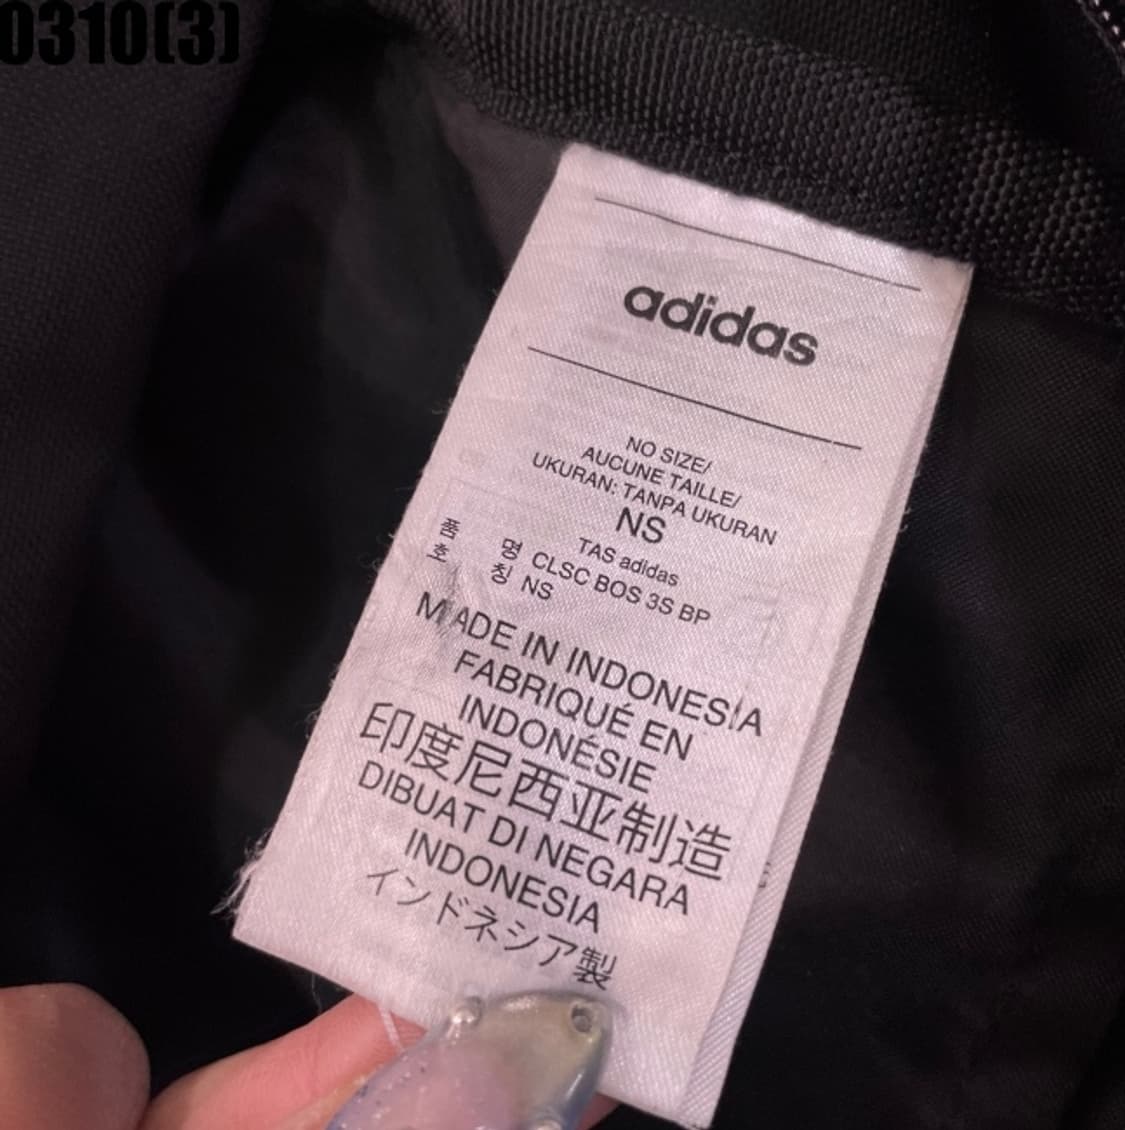 0310(3)
adidas
NO SIZE/
AUCUNE TAILLE/
UKURAN: TANPA UKURAN
NS
TAS adidas
품 명 CLSC BOS 3S BP
호 칭 NS
MADE IN INDONESIA
FABRIQUÉ EN
INDONÉSIE
印度尼西亚制造
DIBUAT DI NEGARA
INDONESIA
インドネシア製